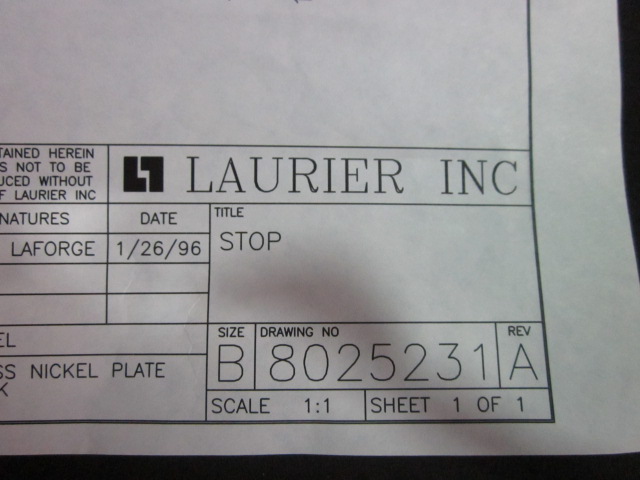 TAINED HEREIN
S NOT TO BE
UCED WITHOUT
F LAURIER INC
LAURIER INC
NATURES DATE
TITLE
LAFORGE 1/26/96
STOP
EL
SIZE DRAWING NO REV
B 8025231 A
SS NICKEL PLATE
K
SCALE 1:1 SHEET 1 OF 1